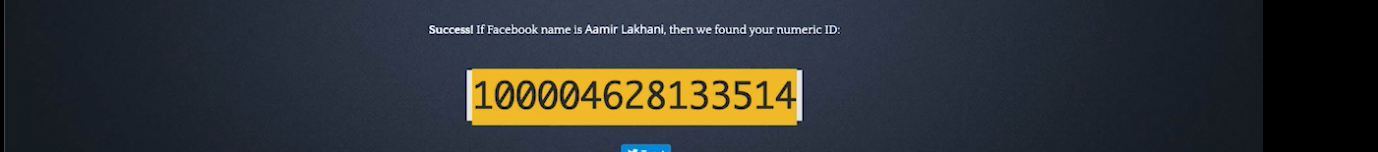 Success! If Facebook name is Aamir Lakhani, then we found your numeric ID:
100004628133514